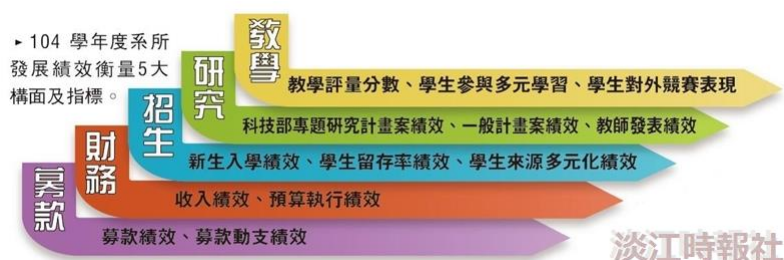 ▸104 學年度系所
發展績效衡量5大
構面及指標。
教學
教學評量分數、學生參與多元學習、學生對外競賽表現
研究
科技部專題研究計畫案績效、一般計畫案績效、教師發表績效
招生
新生入學績效、學生留存率績效、學生來源多元化績效
財務
收入績效、預算執行績效
募款
募款績效、募款動支績效
淡江時報社